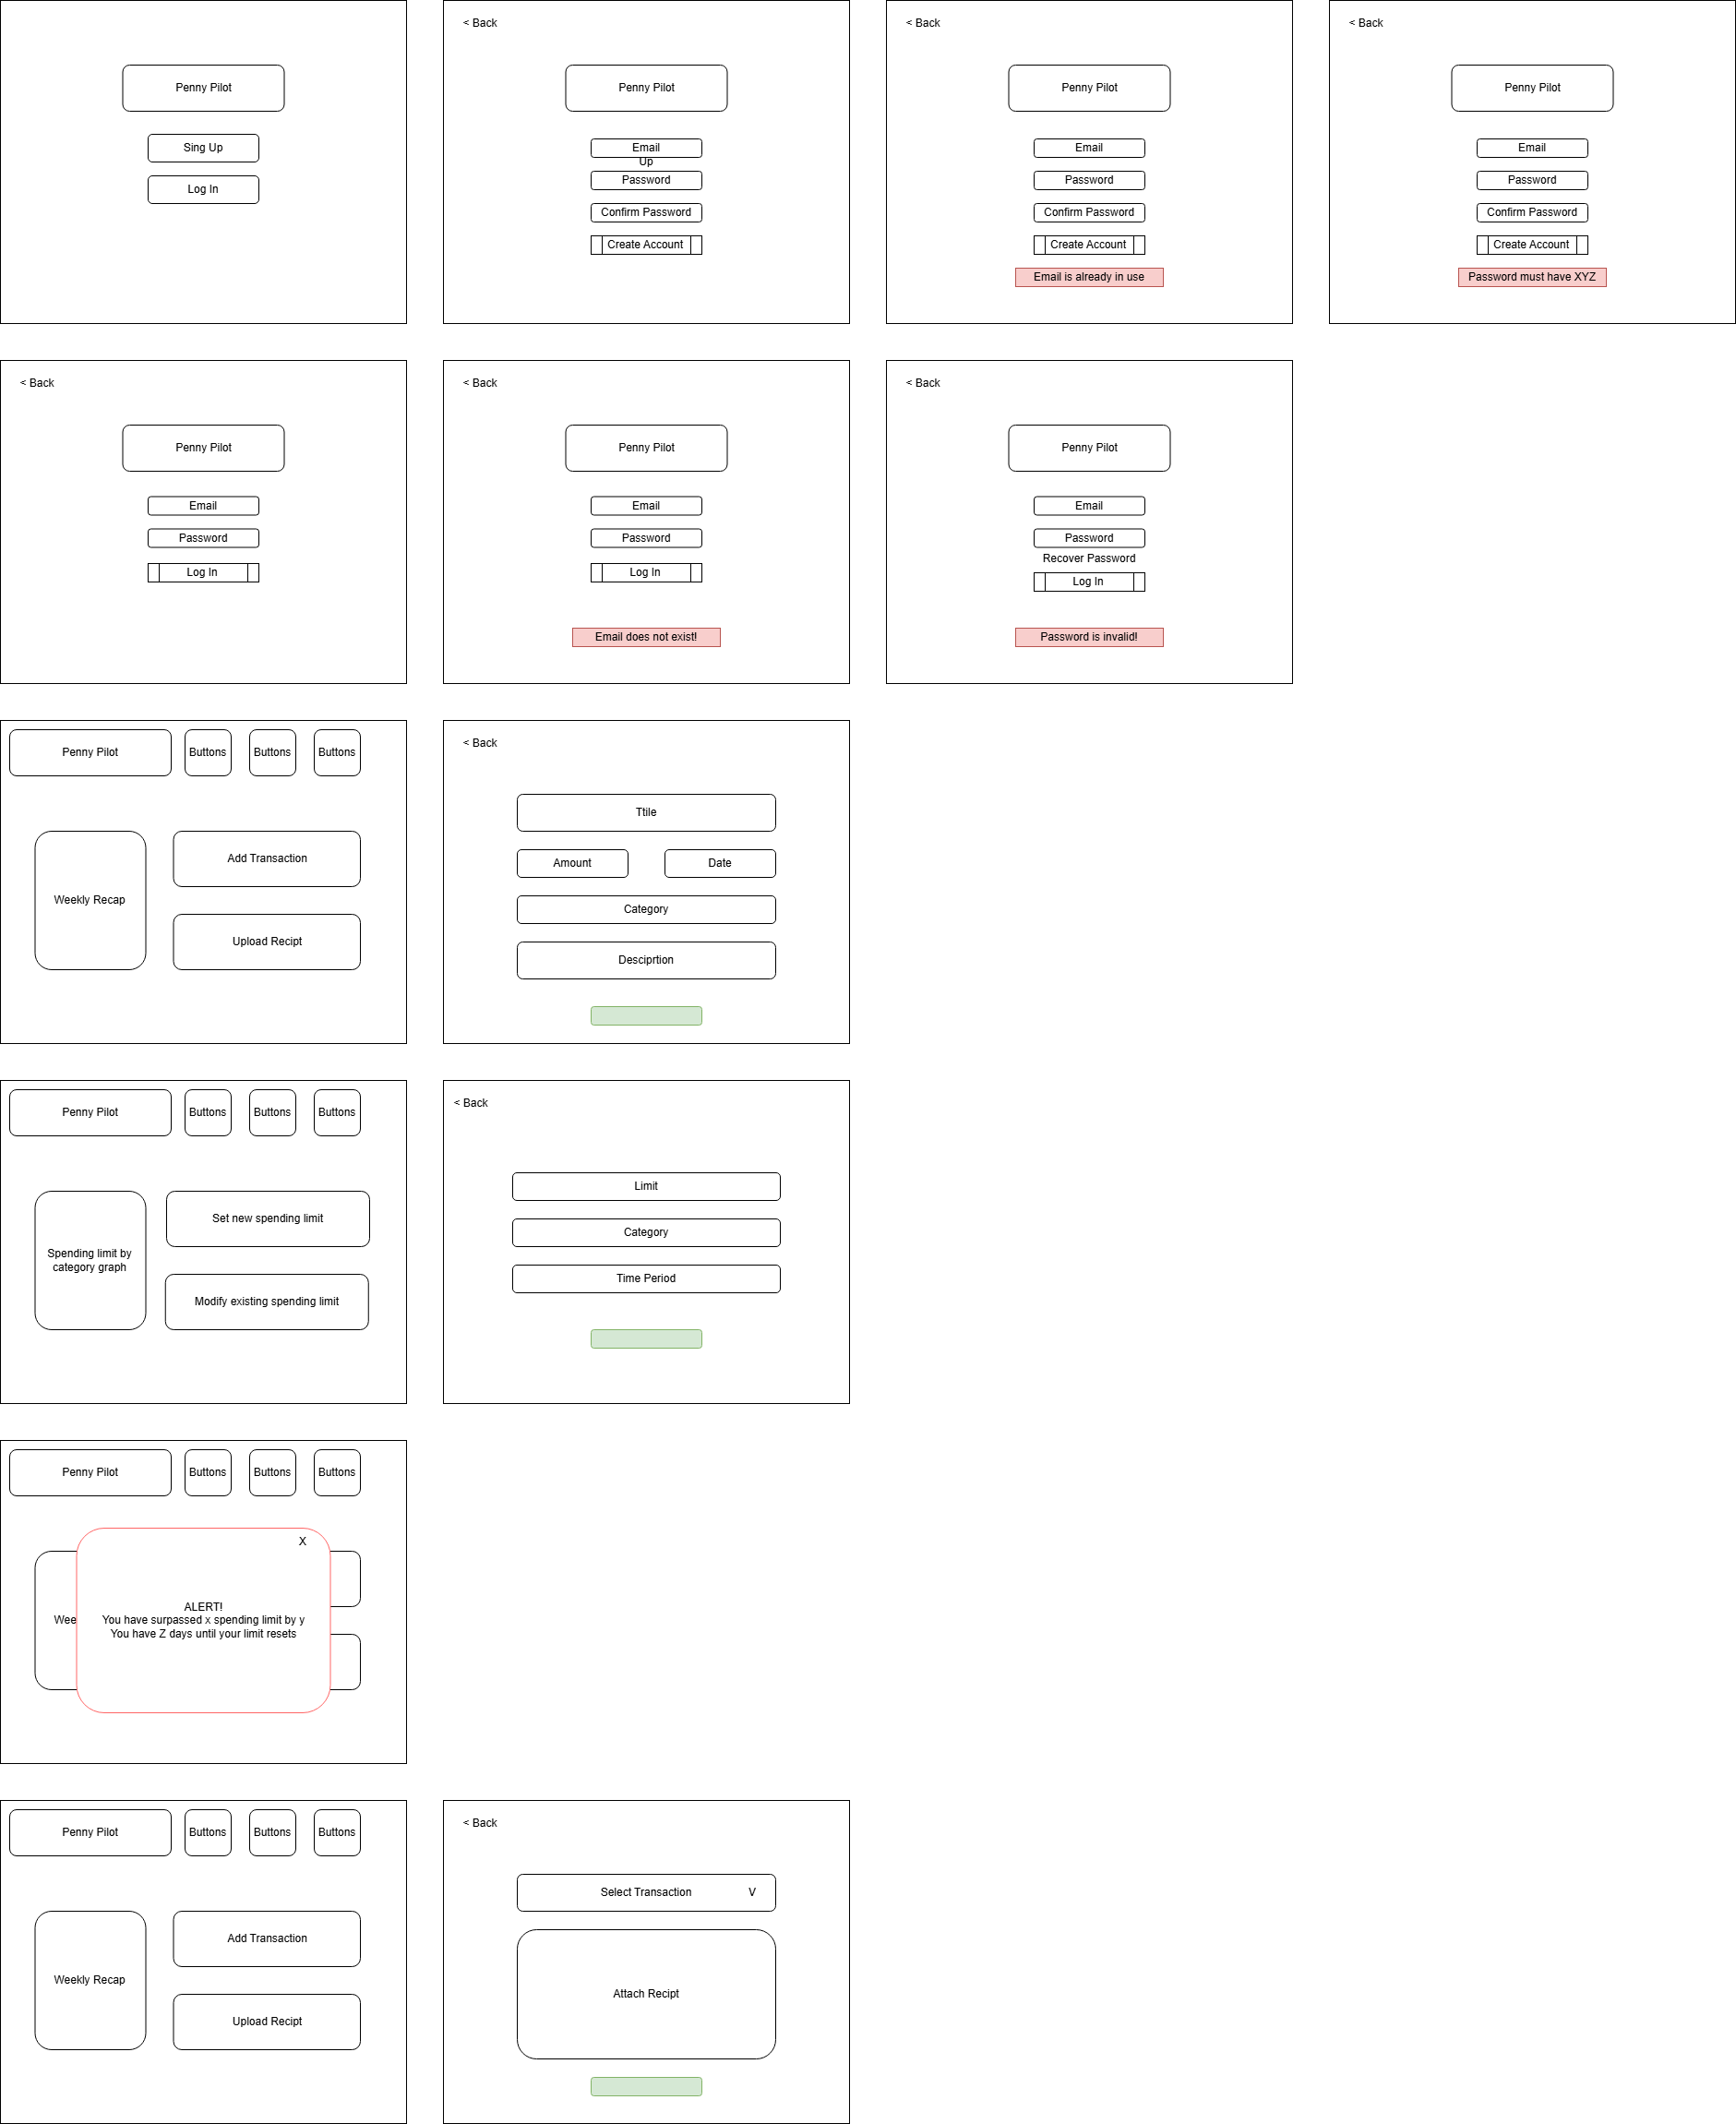 Penny Pilot
Sing Up
Log In
< Back
Penny Pilot
Email
Up
Password
Confirm Password
Create Account
< Back
Penny Pilot
Email
Password
Confirm Password
Create Account
Email is already in use
< Back
Penny Pilot
Email
Password
Confirm Password
Create Account
Password must have XYZ
< Back
Penny Pilot
Email
Password
Log In
< Back
Penny Pilot
Email
Password
Log In
Email does not exist!
< Back
Penny Pilot
Email
Password
Recover Password
Log In
Password is invalid!
Penny Pilot
Buttons
Buttons
Buttons
Weekly Recap
Add Transaction
Upload Recipt
< Back
Ttile
Amount
Date
Category
Desciprtion
Penny Pilot
Buttons
Buttons
Buttons
Spending limit by
category graph
Set new spending limit
Modify existing spending limit
< Back
Limit
Category
Time Period
Penny Pilot
Buttons
Buttons
Buttons
Wee
X
ALERT!
You have surpassed x spending limit by y
You have Z days until your limit resets
Penny Pilot
Buttons
Buttons
Buttons
Weekly Recap
Add Transaction
Upload Recipt
< Back
Select Transaction
V
Attach Recipt